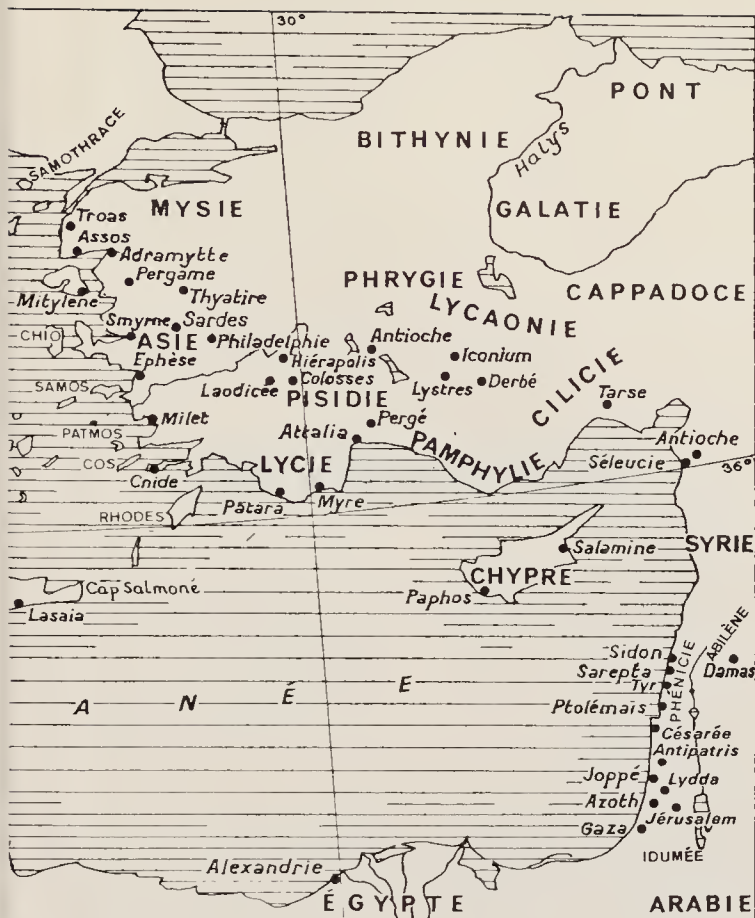 30°
PONT
BITHYNIE
Halys
SAMOTHRACE
MYSIE
GALATIE
Troas
Assos
Adramytte
Pergame
PHRYGIE
CAPPADOCE
Mitylène
Thyatire
LYCAONIE
Smyrne
Sardes
CHIO
ASIE
Philadelphie
Antioche
Iconium
Ephèse
Hiérapolis
Laodicée
Colosses
Lystres
Derbé
CILICIE
SAMOS
PISIDIE
Tarse
Milet
Pergé
PATMOS
Attalia
PAMPHYLIE
Antioche
COS
LYCIE
Séleucie
36°
Cnide
Patara
Myre
RHODES
Salamine
SYRIE
CHYPRE
Cap Salmoné
Paphos
Lasaia
ABILÈNE
Sidon
Damas
Sarepta
PHÉNICIE
Tyr
ANÉE
Ptolémaïs
Césarée
Antipatris
Joppé
Lydda
Azoth
Jérusalem
Gaza
IDUMÉE
Alexandrie
ÉGYPTE
ARABIE